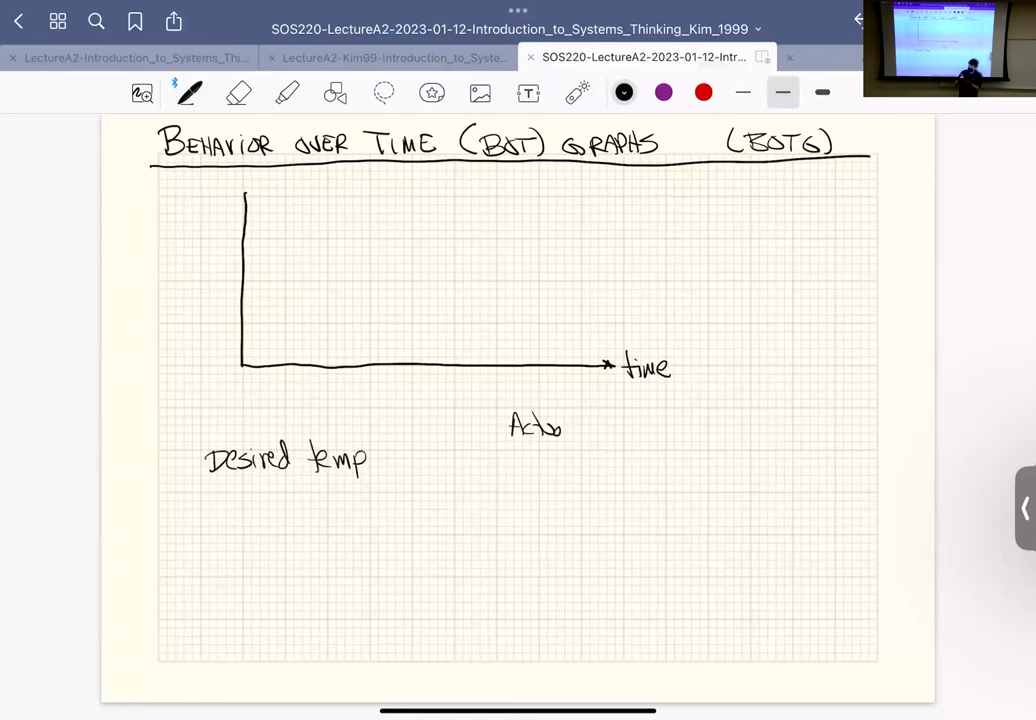 SOS220-LectureA2-2023-01-12-Introduction_to_Systems_Thinking_Kim_1999
LectureA2-Introduction_to_Systems_Thi...
LectureA2-Kim99-Introduction_to_Syste...
SOS220-LectureA2-2023-01-12-Intr...
BEHAVIOR OVER TIME (BOT) GRAPHS (BOTG)
time
Actua
Desired temp